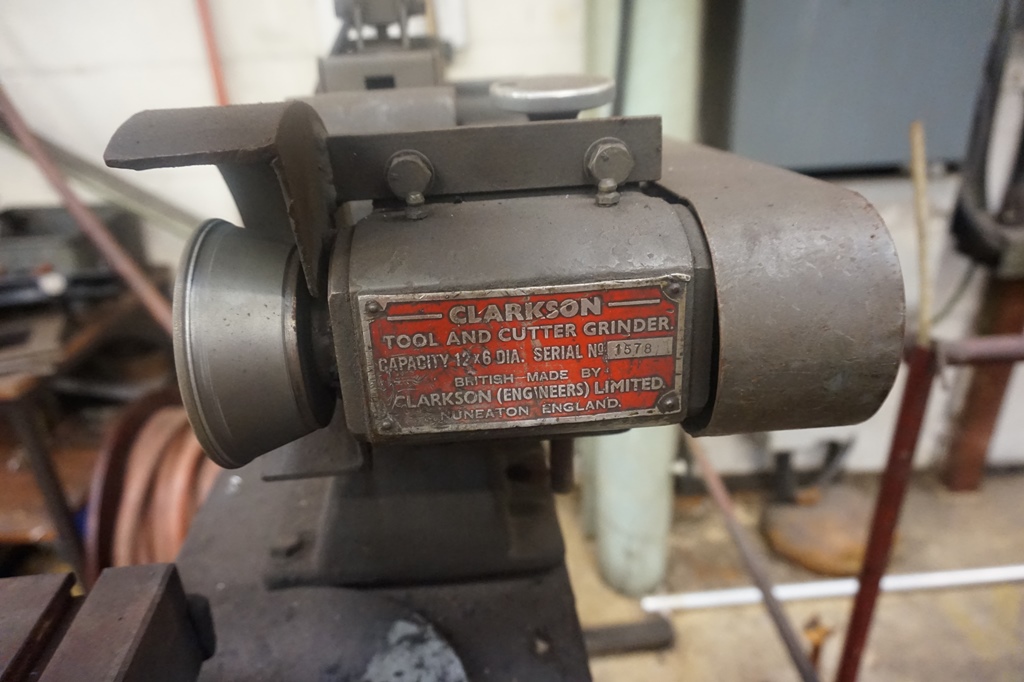 CLARKSON
TOOL AND CUTTER GRINDER.
CAPACITY 12 x 6 DIA. SERIAL No 1578
BRITISH-MADE BY
CLARKSON (ENGINEERS) LIMITED.
NUNEATON ENGLAND.